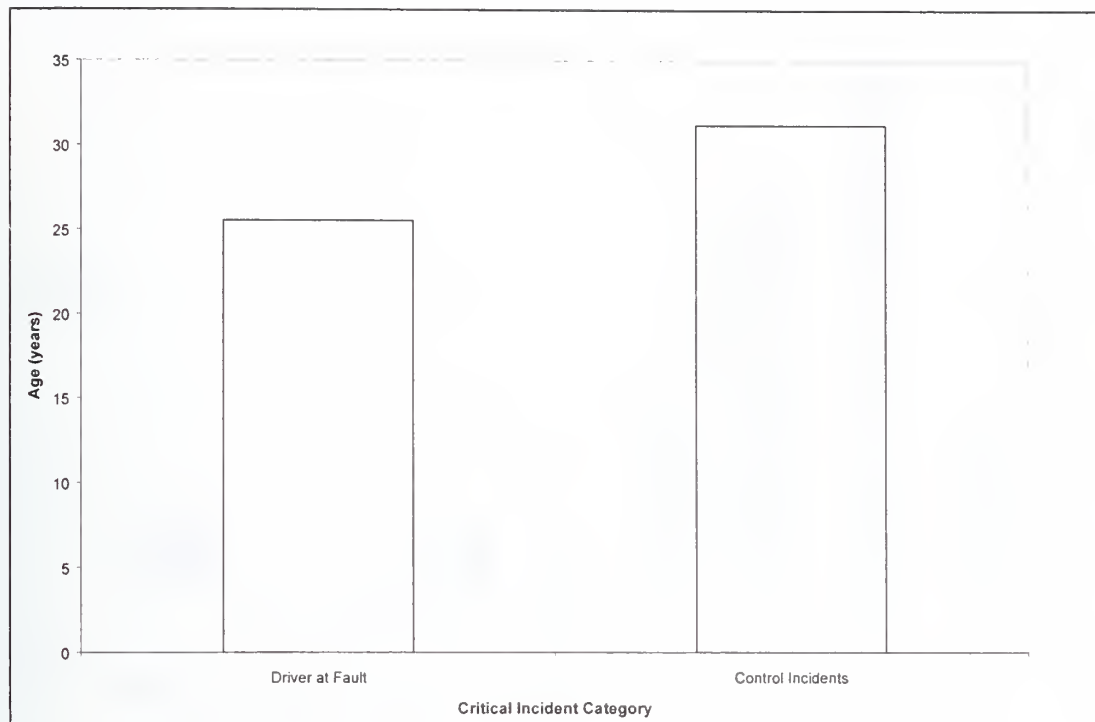 35
30
25
20
15
10
5
0
Age (years)
Driver at Fault
Control Incidents
Critical Incident Category